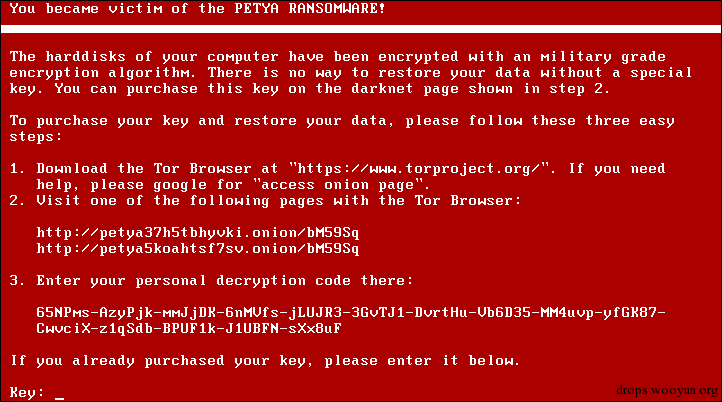 You became victim of the PETYA RANSOMWARE!
The harddisks of your computer have been encrypted with an military grade
encryption algorithm. There is no way to restore your data without a special
key. You can purchase this key on the darknet page shown in step 2.
To purchase your key and restore your data, please follow these three easy
steps:
1. Download the Tor Browser at "https://www.torproject.org/". If you need
help, please google for "access onion page".
2. Visit one of the following pages with the Tor Browser:
http://petya37h5tbhyvki.onion/bM59Sq
http://petya5koahtsf7sv.onion/bM59Sq
3. Enter your personal decryption code there:
65NPms-AzyPjk-mmJjDK-6nMVfs-jLUJR3-3GvTJ1-DvrtHu-Vb6D35-MM4uvp-yfGK87-
CwvciX-z1qSdb-BPUF1k-J1UBFN-sXx8uF
If you already purchased your key, please enter it below.
Key: _
drops.wooyun.org